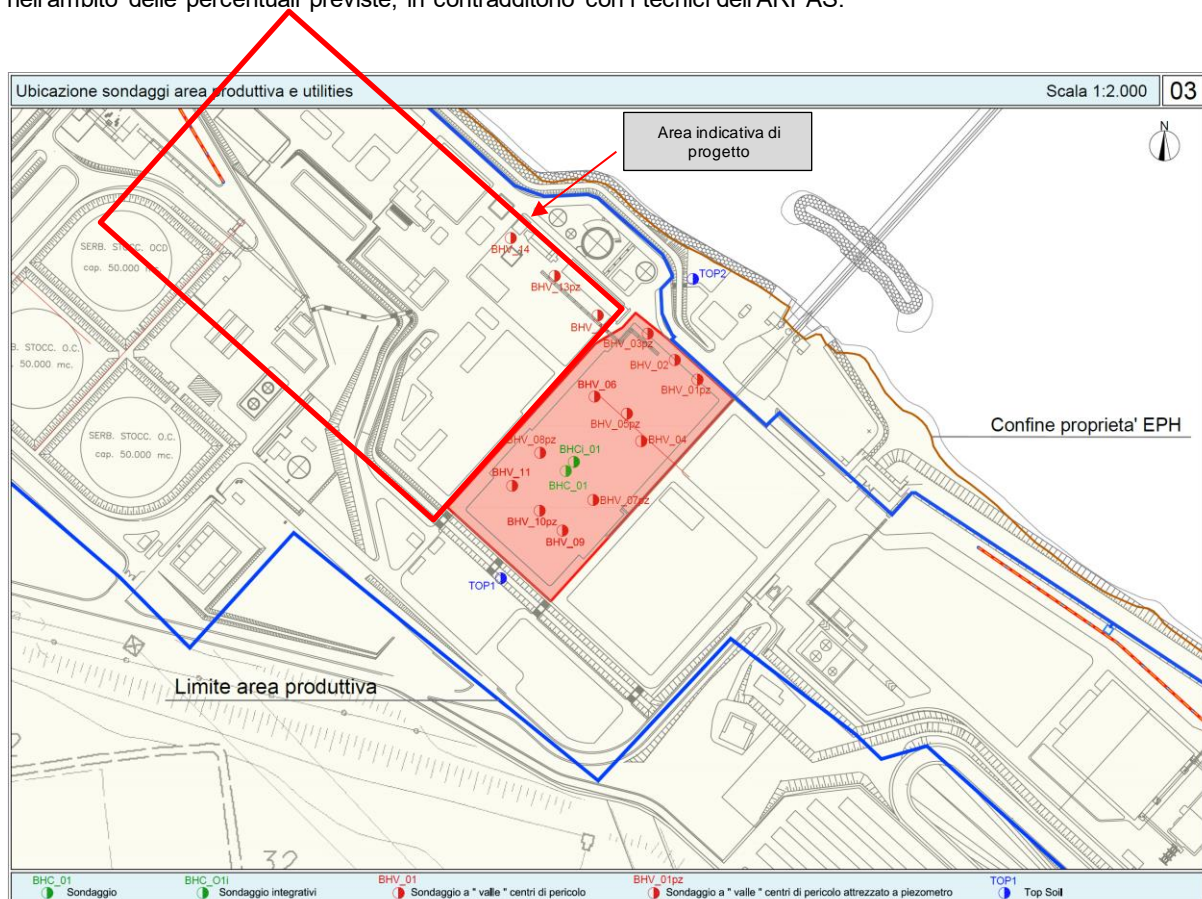 nell'ambito delle percentuali previste, in contradditorio con i tecnici dell'ARPAS.
Ubicazione sondaggi area produttiva e utilities
Scala 1:2.000
03
N
Area indicativa di
progetto
SERB. STOCC. OCD
cap. 50.000 mc.
BHV_14
BHV_13pz
TOP2
BHV_
BHV_03pz
BHV_02
BHV_01pz
STOCC. O.C.
50.000 mc.
BHV_06
BHV_05pz
Confine proprieta' EPH
SERB. STOCC. O.C.
cap. 50.000 mc.
BHV_04
BHV_08pz
BHCi_01
BHC_01
BHV_11
BHV_07pz
BHV_10pz
BHV_09
TOP1
Limite area produttiva
32
BHC_01
Sondaggio
BHC_O1i
Sondaggio integrativi
BHV_01
Sondaggio a " valle " centri di pericolo
BHV_01pz
Sondaggio a " valle " centri di pericolo attrezzato a piezometro
TOP1
Top Soil